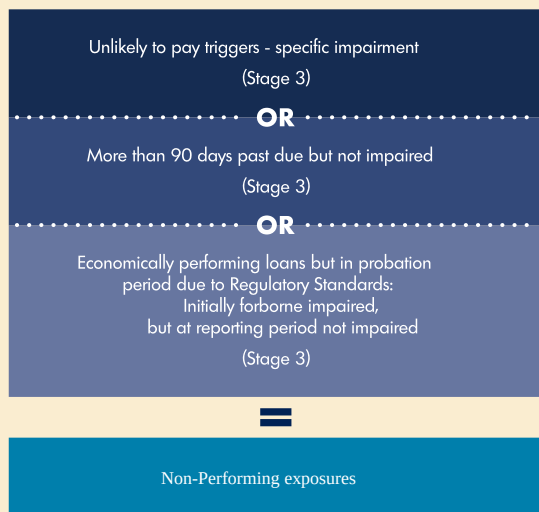 Unlikely to pay triggers - specific impairment
(Stage 3)
OR
More than 90 days past due but not impaired
(Stage 3)
OR
Economically performing loans but in probation
period due to Regulatory Standards:
Initially forborne impaired,
but at reporting period not impaired
(Stage 3)
=
Non-Performing exposures